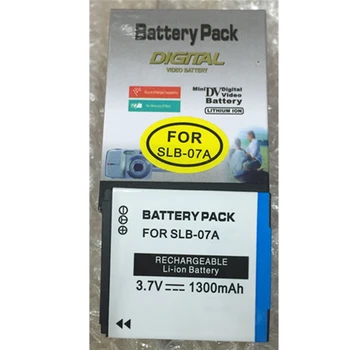 Battery Pack
DIGITAL
VIDEO BATTERY
Mini DV/Digital
Video
Battery
LITHIUM ION
FOR
SLB-07A
BATTERY PACK
FOR SLB-07A
RECHARGEABLE
Li-ion Battery
3.7V 1300mAh